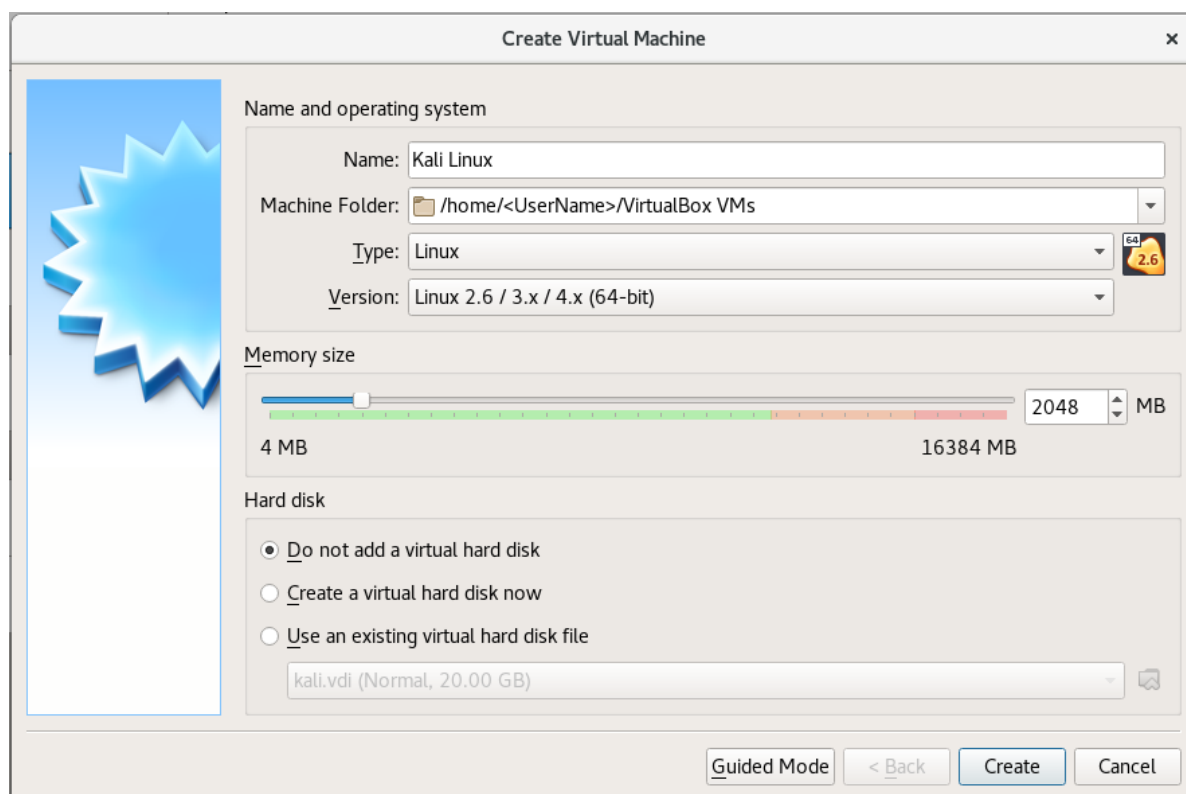 Create Virtual Machine ×
Name and operating system
Name: Kali Linux
Machine Folder: /home/<UserName>/VirtualBox VMs
Type: Linux
64
2.6
Version: Linux 2.6 / 3.x / 4.x (64-bit)
Memory size
2048 MB
4 MB 16384 MB
Hard disk
Do not add a virtual hard disk
Create a virtual hard disk now
Use an existing virtual hard disk file
kali.vdi (Normal, 20.00 GB)
Guided Mode < Back Create Cancel